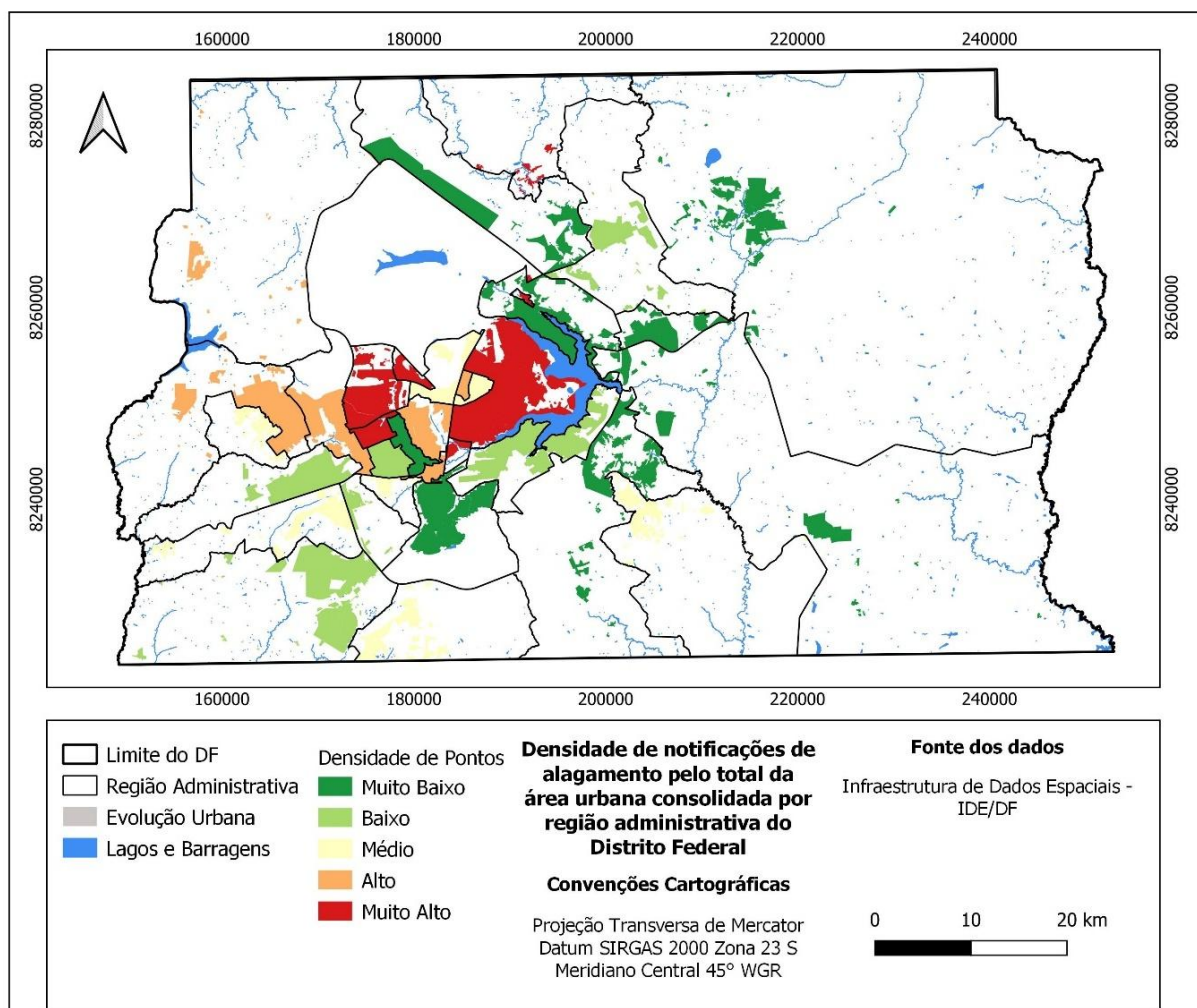 160000 180000 200000 220000 240000
8280000 8280000
8260000 8260000
8240000 8240000
160000 180000 200000 220000 240000
Limite do DF
Região Administrativa
Evolução Urbana
Lagos e Barragens
Densidade de Pontos
Muito Baixo
Baixo
Médio
Alto
Muito Alto
Densidade de notificações de
alagamento pelo total da
área urbana consolidada por
região administrativa do
Distrito Federal
Convenções Cartográficas
Projeção Transversa de Mercator
Datum SIRGAS 2000 Zona 23 S
Meridiano Central 45° WGR
Fonte dos dados
Infraestrutura de Dados Espaciais -
IDE/DF
0 10 20 km